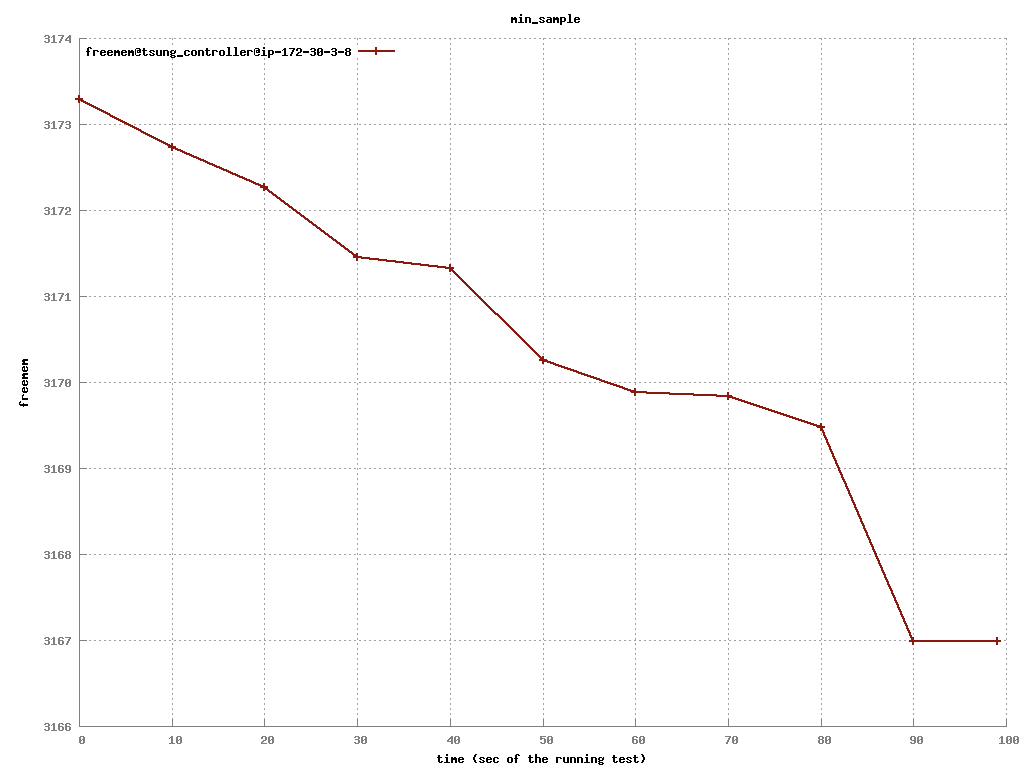 min_sample
freemem@tsung_controller@ip-172-30-3-8
3174
3173
3172
3171
3170
3169
3168
3167
3166
freemem
0 10 20 30 40 50 60 70 80 90 100
time (sec of the running test)